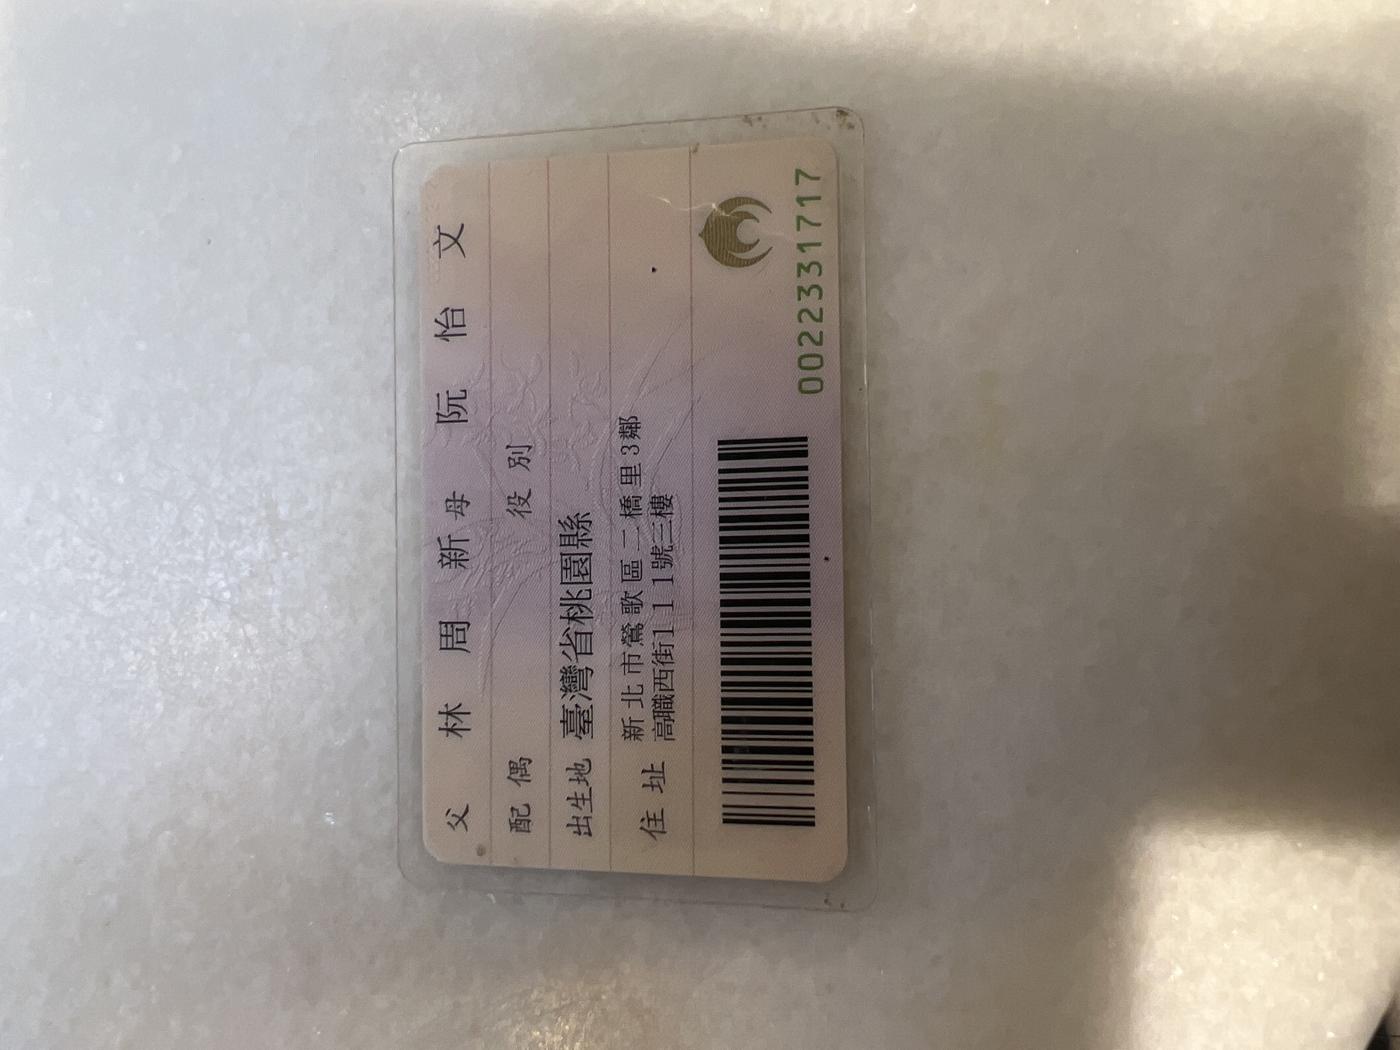 父 林周新 母 阮怡文
配偶 役別
出生地 臺灣省桃園縣
住址 新北市鶯歌區二橋里3鄰
高職西街111號三樓
0022331717